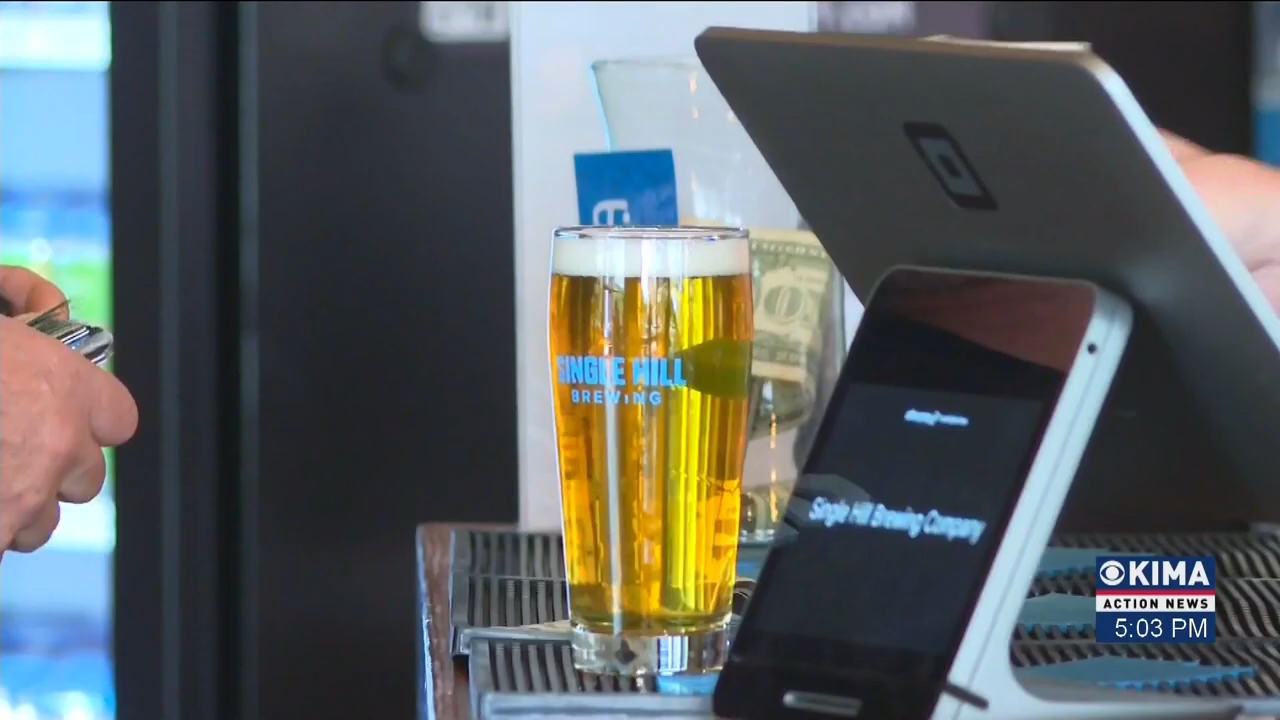 SINGLE HILL
BREWING
Single Hill Brewing Company
KIMA
ACTION NEWS
5:03 PM